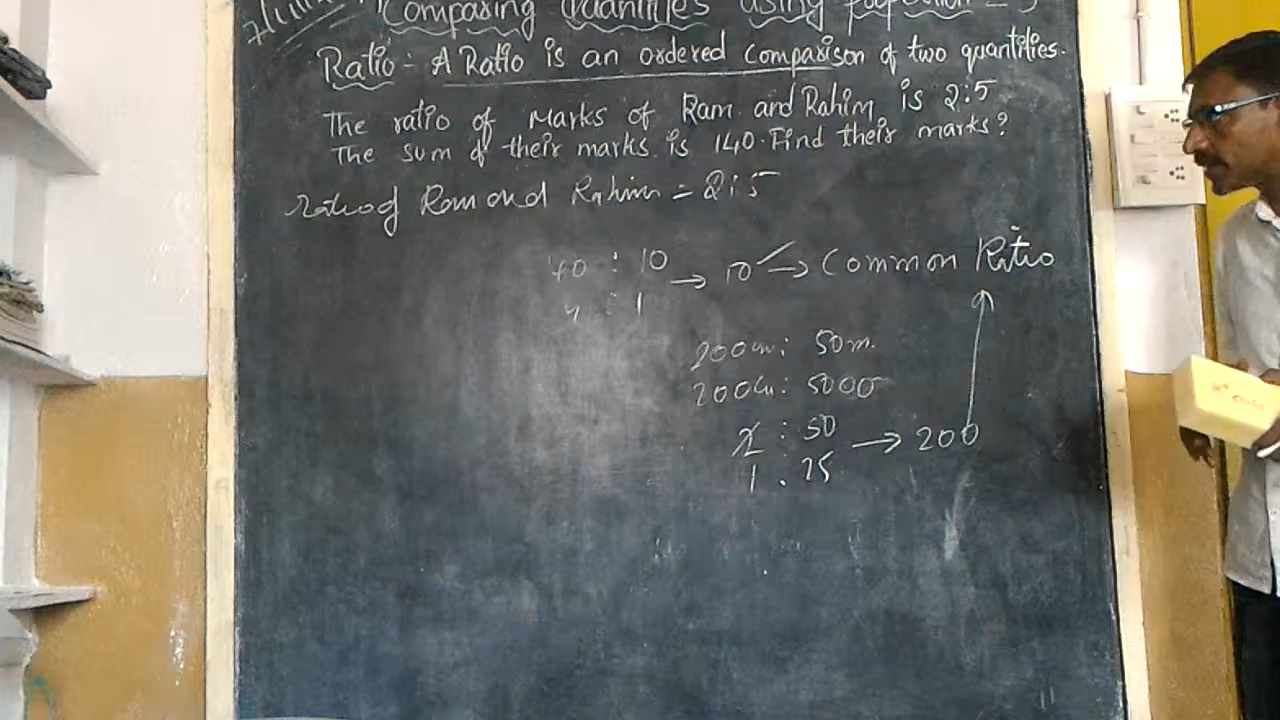 Comparing Quantities using proportion - 5
Ratio:- A Ratio is an ordered comparison of two quantities.
The ratio of Marks of Ram and Rahim is 2:5
The sum of their marks is 140. Find their marks?
ratio of Ram and Rahim = 2:5
40 : 10 → 10 → Common Ratio
4 : 1
200cm : 50m.
200cm : 5000
2 : 50 → 200
1 : 25